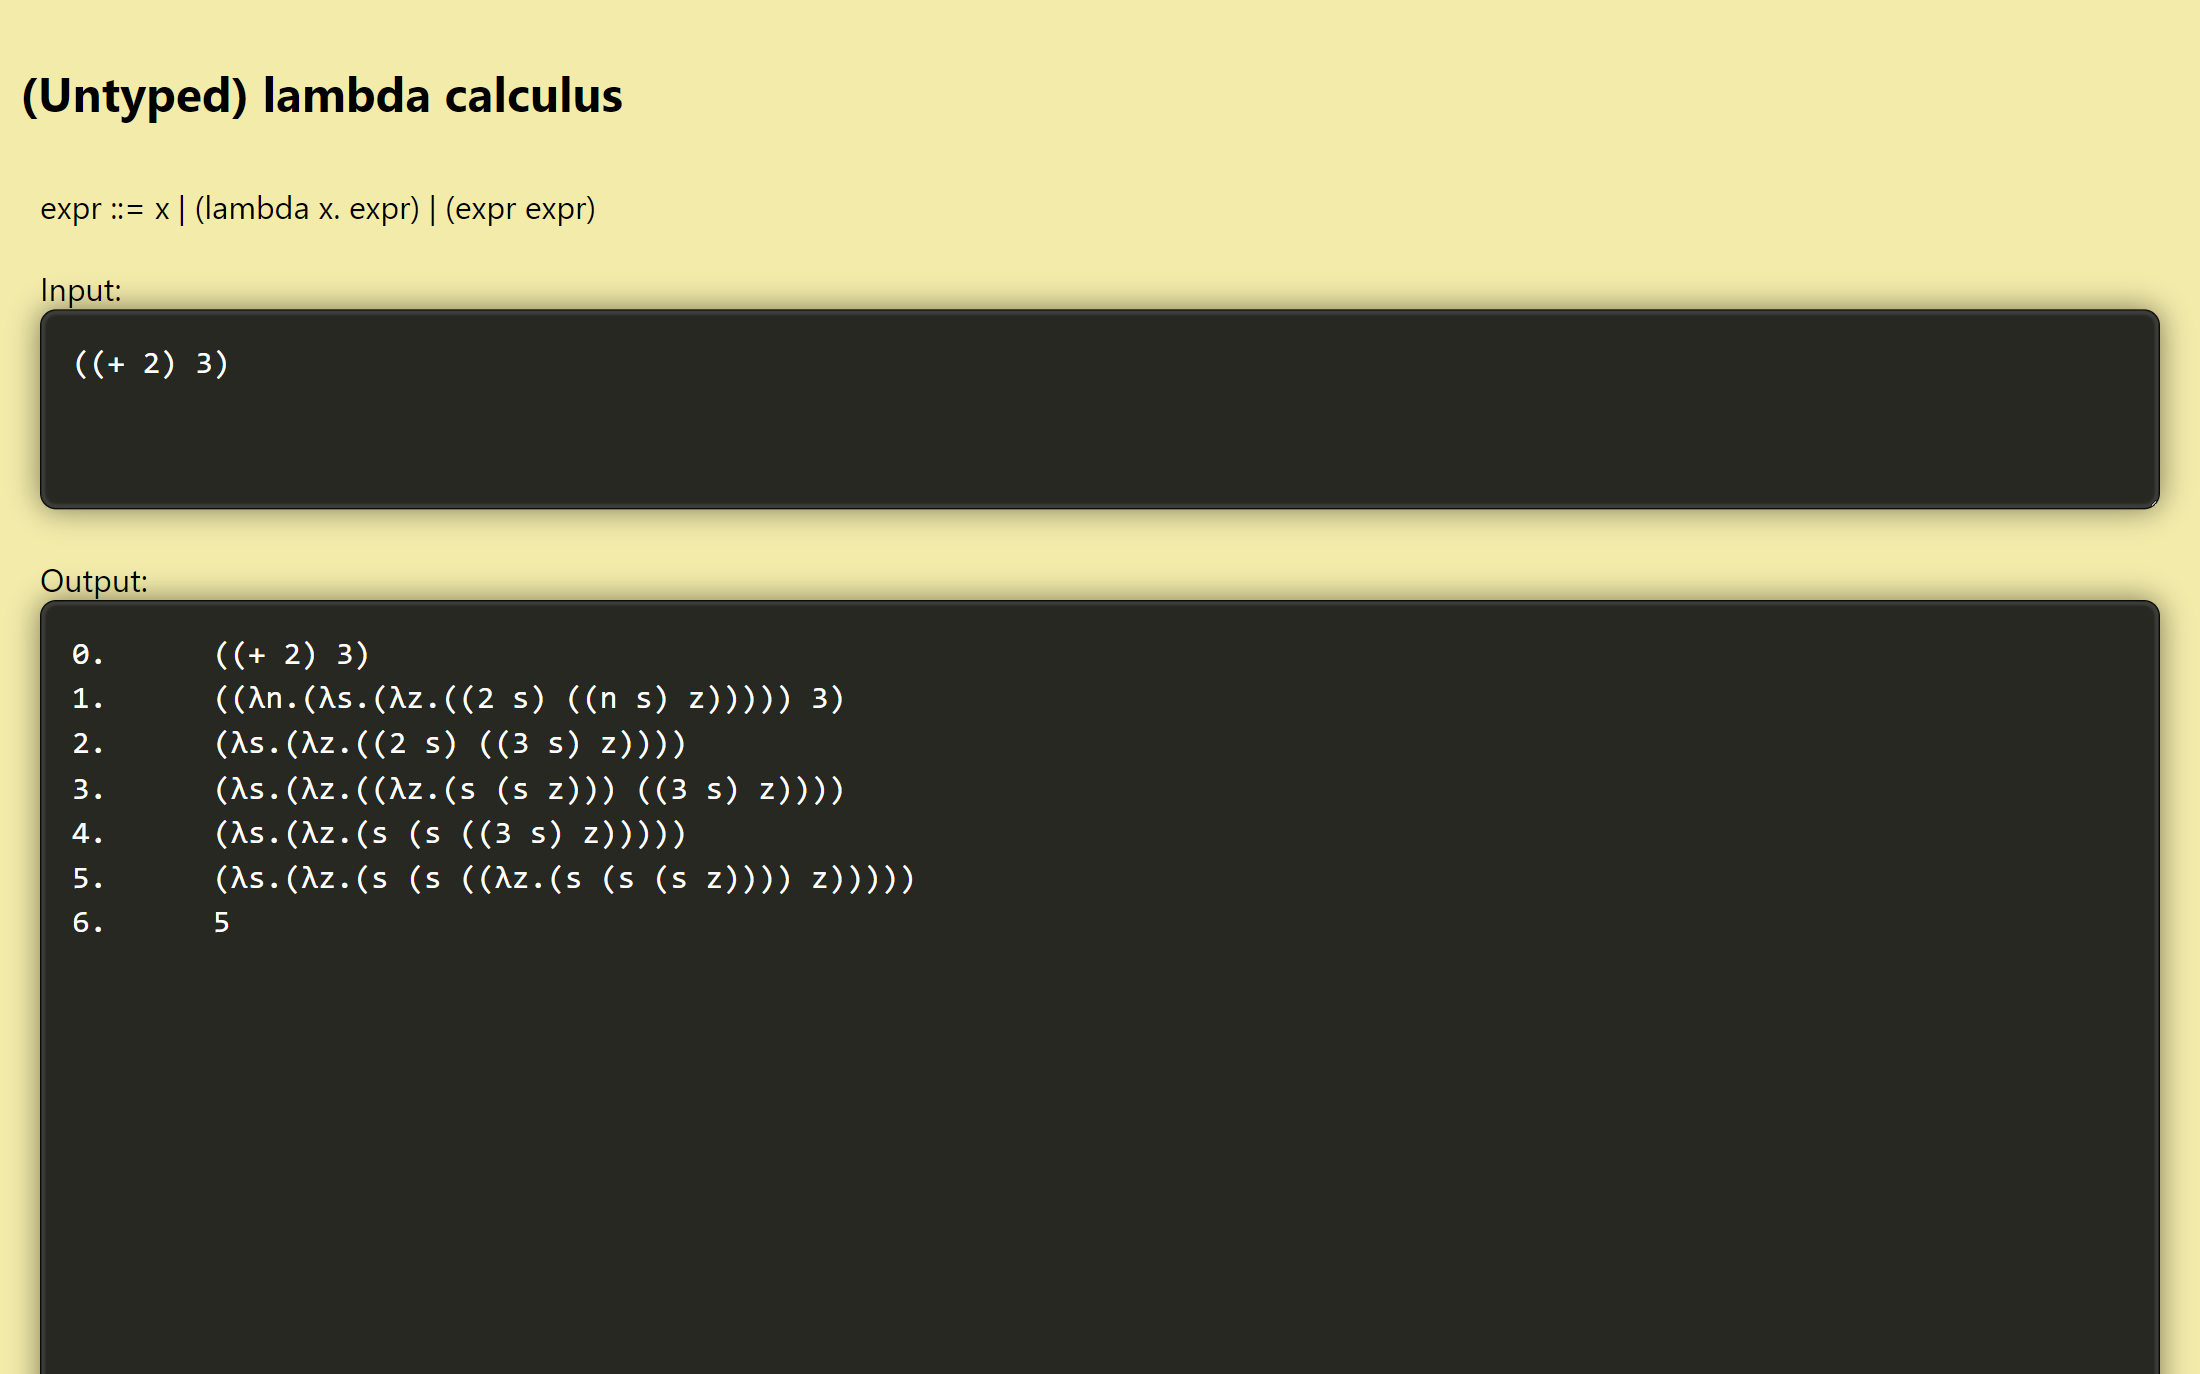 (Untyped) lambda calculus
expr ::= x | (lambda x. expr) | (expr expr)
Input:
((+ 2) 3)
Output:
0. ((+ 2) 3)
1. ((λn.(λs.(λz.((2 s) ((n s) z))))) 3)
2. (λs.(λz.((2 s) ((3 s) z))))
3. (λs.(λz.((λz.(s (s z))) ((3 s) z))))
4. (λs.(λz.(s (s ((3 s) z)))))
5. (λs.(λz.(s (s ((λz.(s (s (s z)))) z)))))
6. 5